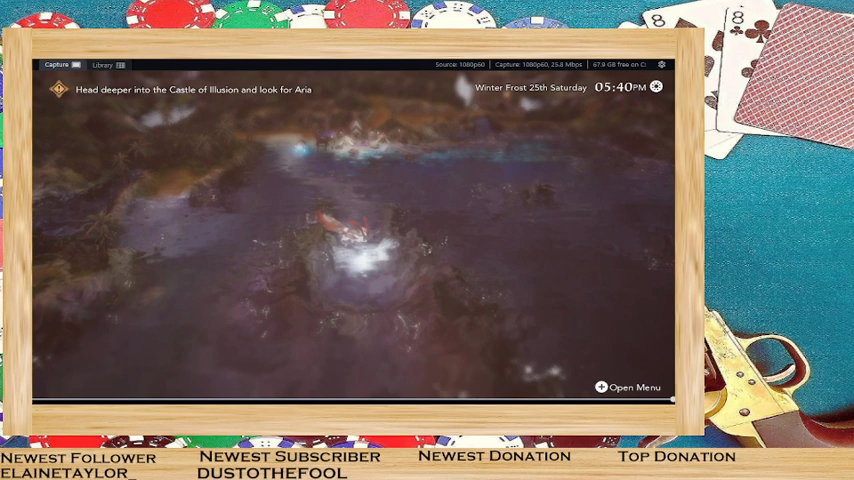 8 8
Capture Library Source: 1080p60 Capture: 1080p60, 25.8 Mbps 67.9 GB free on C:
Head deeper into the Castle of Illusion and look for Aria
Winter Frost 25th Saturday 05:40PM
+ Open Menu
NEWEST FOLLOWER NEWEST SUBSCRIBER NEWEST DONATION TOP DONATION
ELAINETAYLOR_ DUSTOTHEFOOL